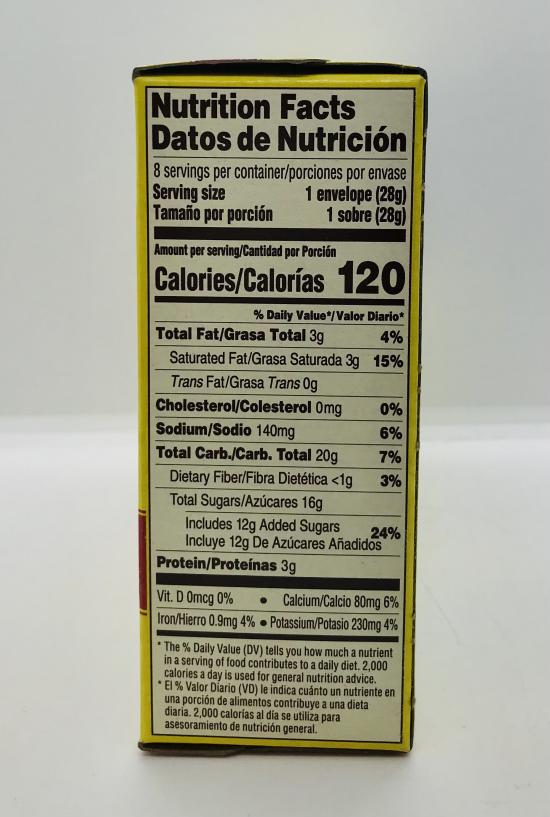 Nutrition Facts
Datos de Nutrición
8 servings per container/porciones por envase
Serving size 1 envelope (28g)
Tamaño por porción 1 sobre (28g)
Amount per serving/Cantidad por Porción
Calories/Calorías 120
% Daily Value*/Valor Diario*
Total Fat/Grasa Total 3g 4%
Saturated Fat/Grasa Saturada 3g 15%
Trans Fat/Grasa Trans 0g
Cholesterol/Colesterol 0mg 0%
Sodium/Sodio 140mg 6%
Total Carb./Carb. Total 20g 7%
Dietary Fiber/Fibra Dietética <1g 3%
Total Sugars/Azúcares 16g
Includes 12g Added Sugars 24%
Incluye 12g De Azúcares Añadidos
Protein/Proteínas 3g
Vit. D 0mcg 0% • Calcium/Calcio 80mg 6%
Iron/Hierro 0.9mg 4% • Potassium/Potasio 230mg 4%
* The % Daily Value (DV) tells you how much a nutrient
in a serving of food contributes to a daily diet. 2,000
calories a day is used for general nutrition advice.
* El % Valor Diario (VD) le indica cuánto un nutriente en
una porción de alimentos contribuye a una dieta
diaria. 2,000 calorías al día se utiliza para
asesoramiento de nutrición general.